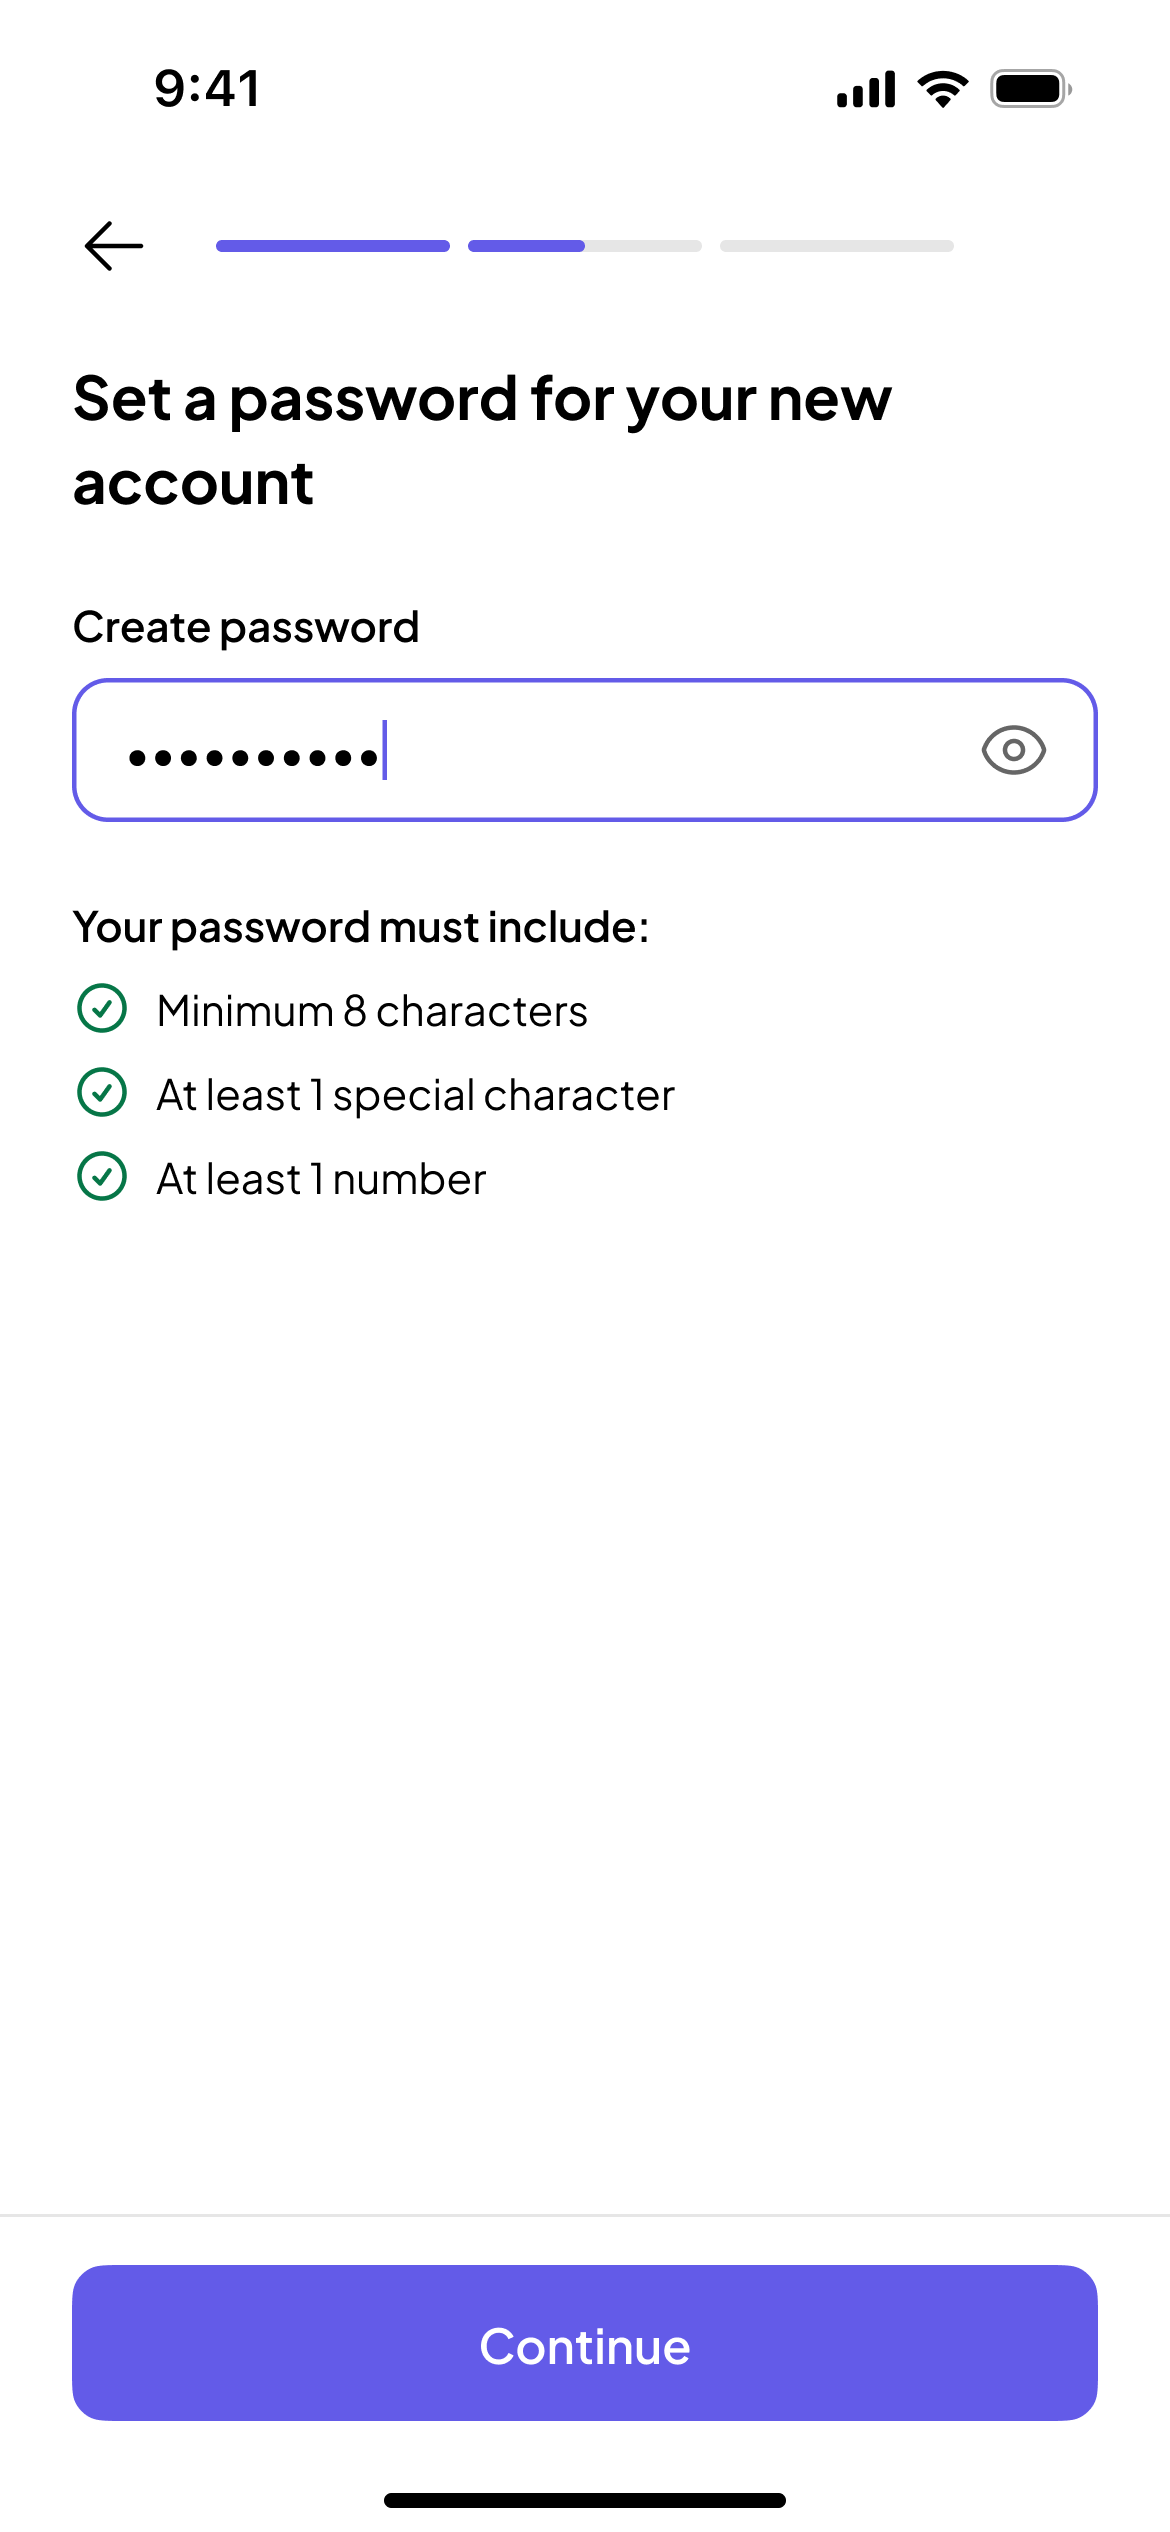 9:41
Set a password for your new
account
Create password
••••••••••
Your password must include:
Minimum 8 characters
At least 1 special character
At least 1 number
Continue